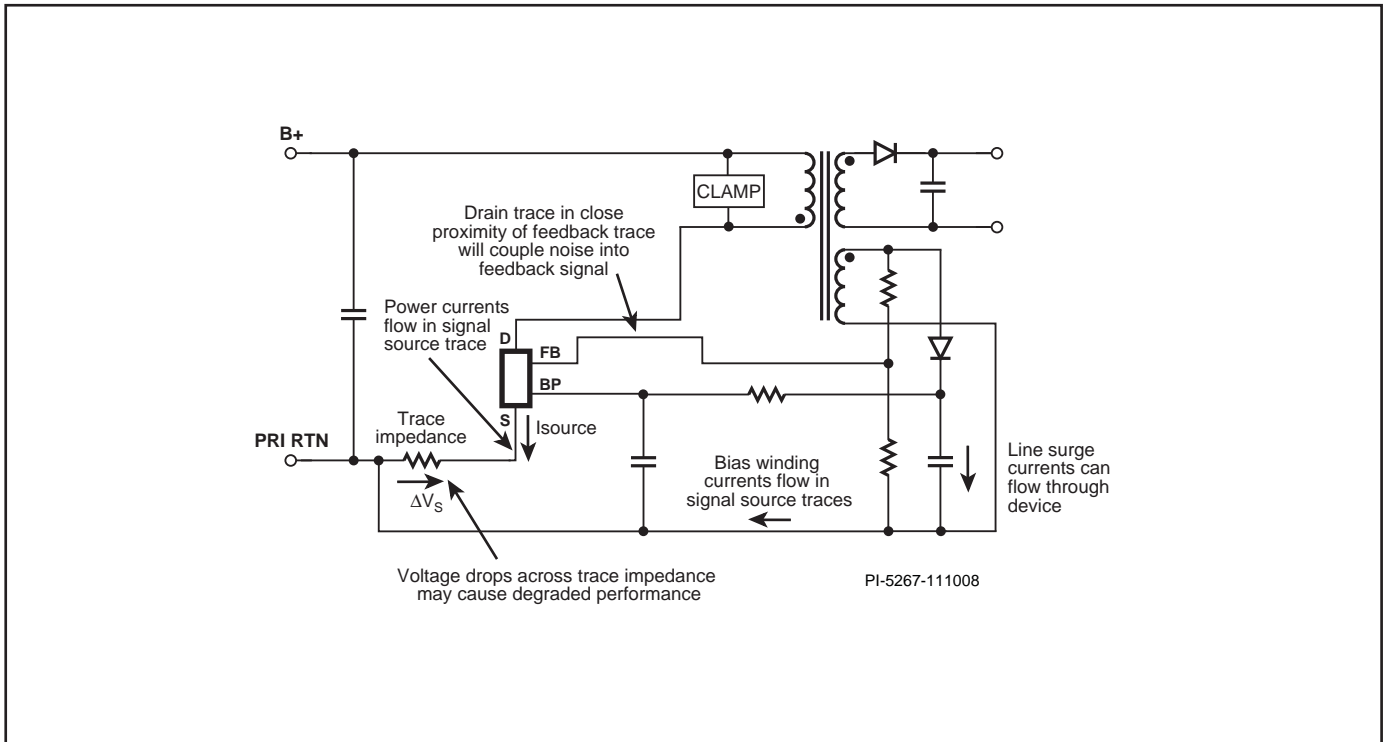 B+
CLAMP
Drain trace in close
proximity of feedback trace
will couple noise into
feedback signal
Power currents
flow in signal
source trace
D
FB
BP
S
Isource
Trace
impedance
PRI RTN
ΔVS
Bias winding
currents flow in
signal source traces
Line surge
currents can
flow through
device
Voltage drops across trace impedance
may cause degraded performance
PI-5267-111008